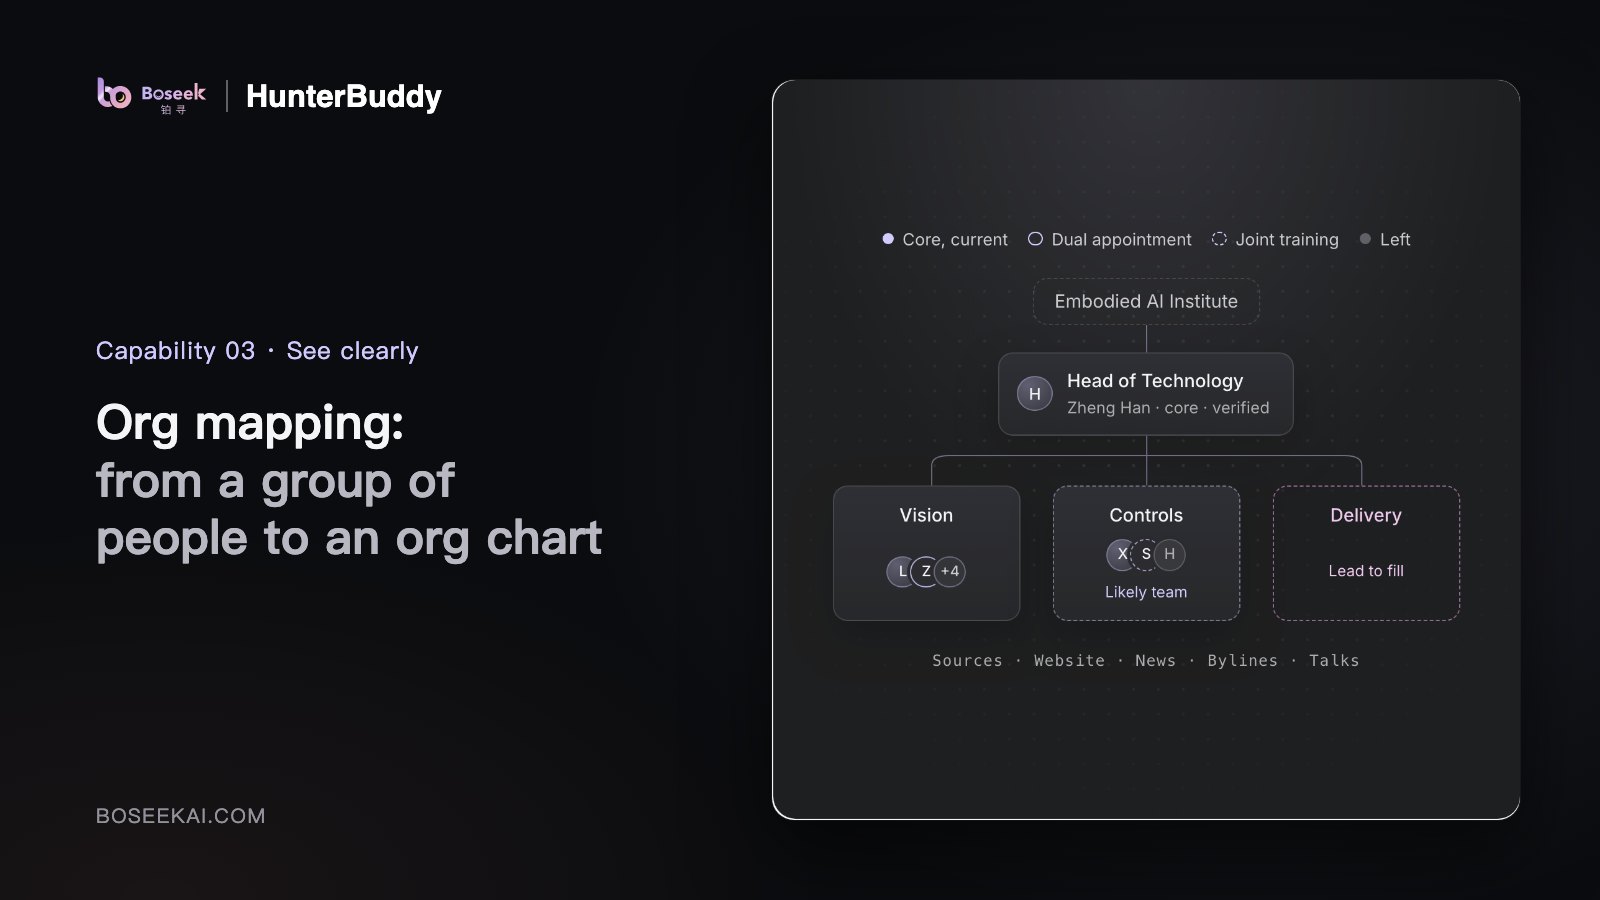 bo Boseek
铂寻
HunterBuddy
Capability 03 · See clearly
Org mapping:
from a group of
people to an org chart
BOSEEKAI.COM
Core, current
Dual appointment
Joint training
Left
Embodied AI Institute
H
Head of Technology
Zheng Han · core · verified
Vision
L Z +4
Controls
X S H
Likely team
Delivery
Lead to fill
Sources · Website · News · Bylines · Talks